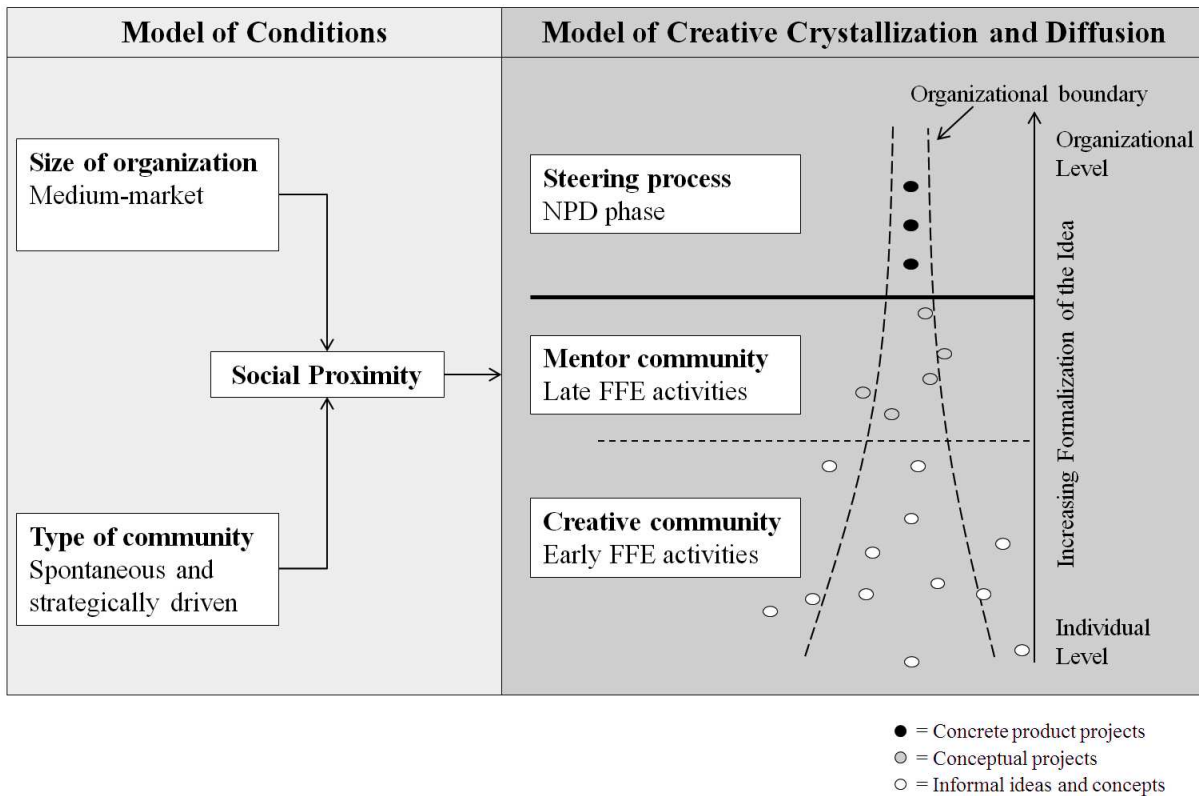 Model of Conditions
Size of organization
Medium-market
Social Proximity
Type of community
Spontaneous and
strategically driven
Model of Creative Crystallization and Diffusion
Organizational boundary
Organizational
Level
Steering process
NPD phase
Mentor community
Late FFE activities
Creative community
Early FFE activities
Increasing Formalization of the Idea
Individual
Level
= Concrete product projects
= Conceptual projects
= Informal ideas and concepts